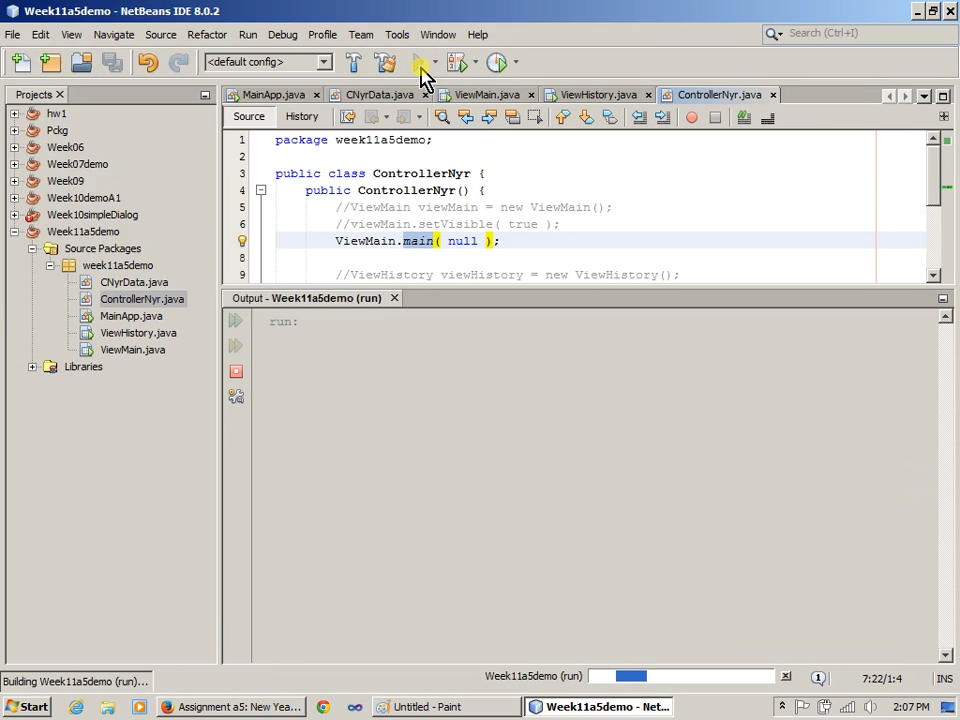 Week11a5demo - NetBeans IDE 8.0.2
File Edit View Navigate Source Refactor Run Debug Profile Team Tools Window Help
Search (Ctrl+I)
<default config>
Projects
MainApp.java CNyrData.java ViewMain.java ViewHistory.java ControllerNyr.java
Source History
hw1
Pckg
Week06
Week07demo
Week09
Week10demoA1
Week10simpleDialog
Week11a5demo
Source Packages
week11a5demo
CNyrData.java
ControllerNyr.java
MainApp.java
ViewHistory.java
ViewMain.java
Libraries
1 package week11a5demo;
2
3 public class ControllerNyr {
4 public ControllerNyr() {
5 //ViewMain viewMain = new ViewMain();
6 //viewMain.setVisible( true );
7 ViewMain.main( null );
8
9 //ViewHistory viewHistory = new ViewHistory();
Output - Week11a5demo (run)
run:
Building Week11a5demo (run)...
Week11a5demo (run)
1
7:22/1:4
INS
Start
Assignment a5: New Yea...
Untitled - Paint
Week11a5demo - Net...
2:07 PM